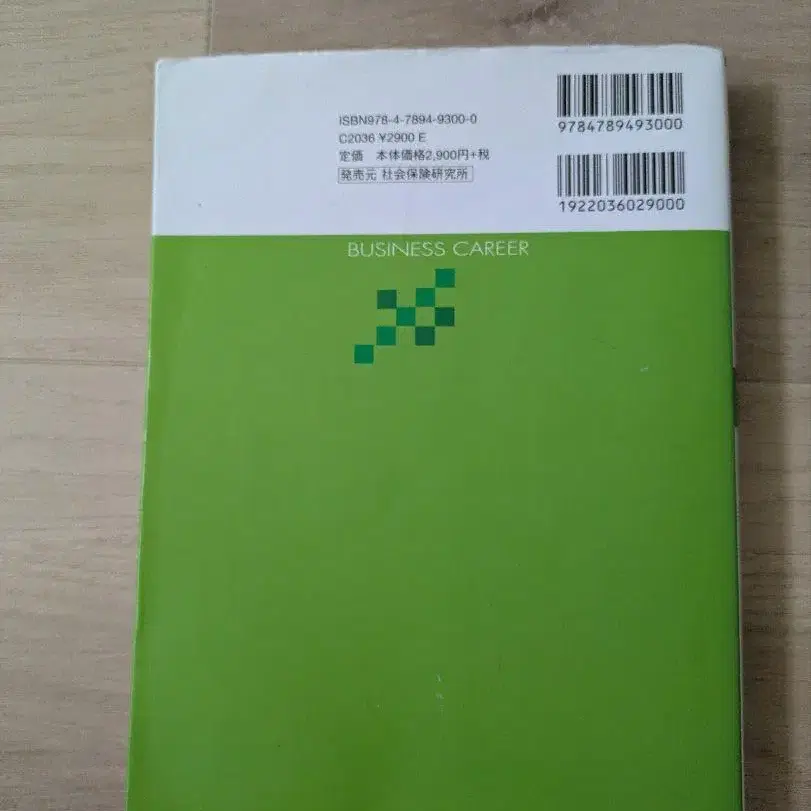 ISBN978-4-7894-9300-0
C2036 ¥2900 E
定価 本体価格2,900円+税
発売元 社会保険研究所
9784789493000
1922036029000
BUSINESS CAREER